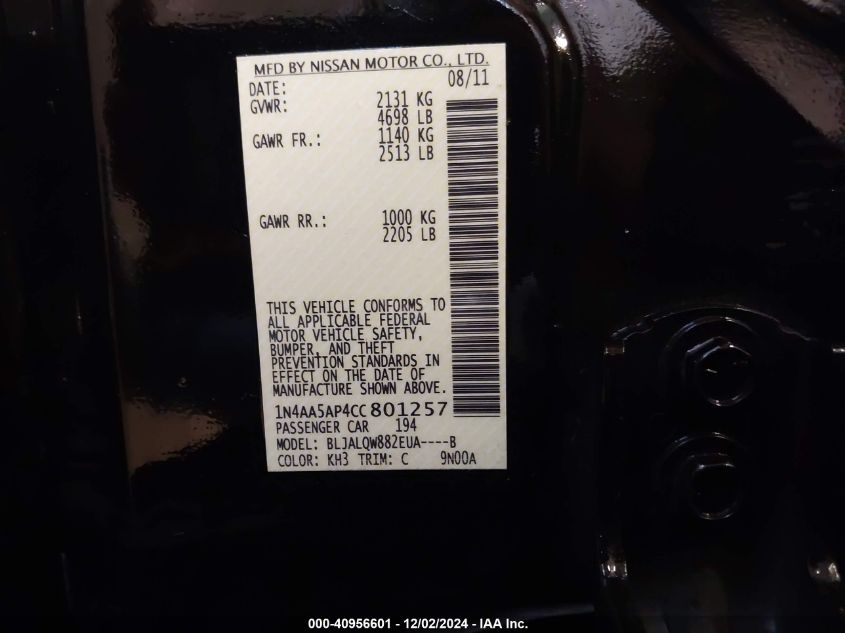 MFD BY NISSAN MOTOR CO., LTD.
DATE: 08/11
GVWR: 2131 KG
4698 LB
GAWR FR.: 1140 KG
2513 LB
GAWR RR.: 1000 KG
2205 LB
THIS VEHICLE CONFORMS TO
ALL APPLICABLE FEDERAL
MOTOR VEHICLE SAFETY,
BUMPER, AND THEFT
PREVENTION STANDARDS IN
EFFECT ON THE DATE OF
MANUFACTURE SHOWN ABOVE.
1N4AA5AP4CC801257
PASSENGER CAR 194
MODEL: BLJALQW882EUA----B
COLOR: KH3 TRIM: C 9N00A
000-40956601 - 12/02/2024 - IAA Inc.